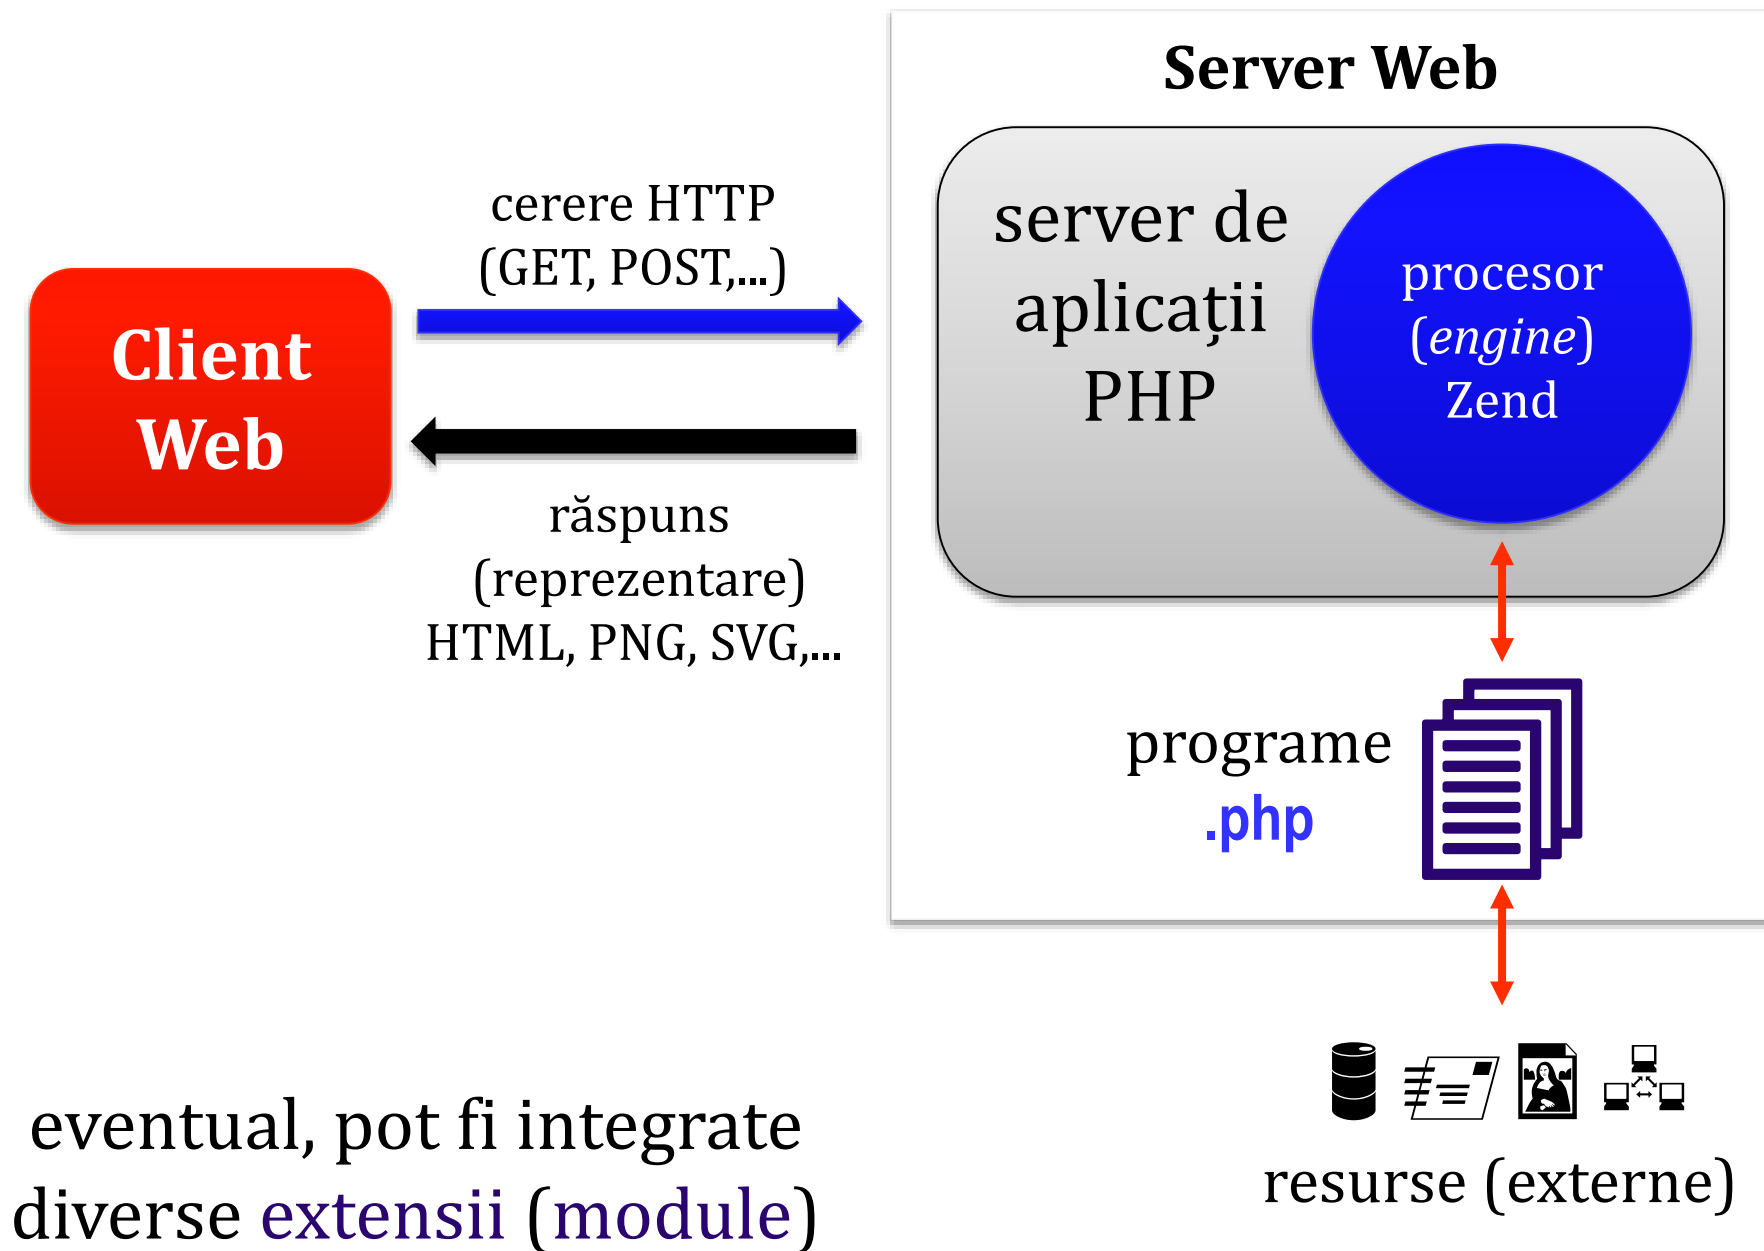 Server Web
cerere HTTP
(GET, POST,...)
Client
Web
răspuns
(reprezentare)
HTML, PNG, SVG,...
server de
aplicații
PHP
procesor
(engine)
Zend
programe
.php
resurse (externe)
eventual, pot fi integrate
diverse extensii (module)